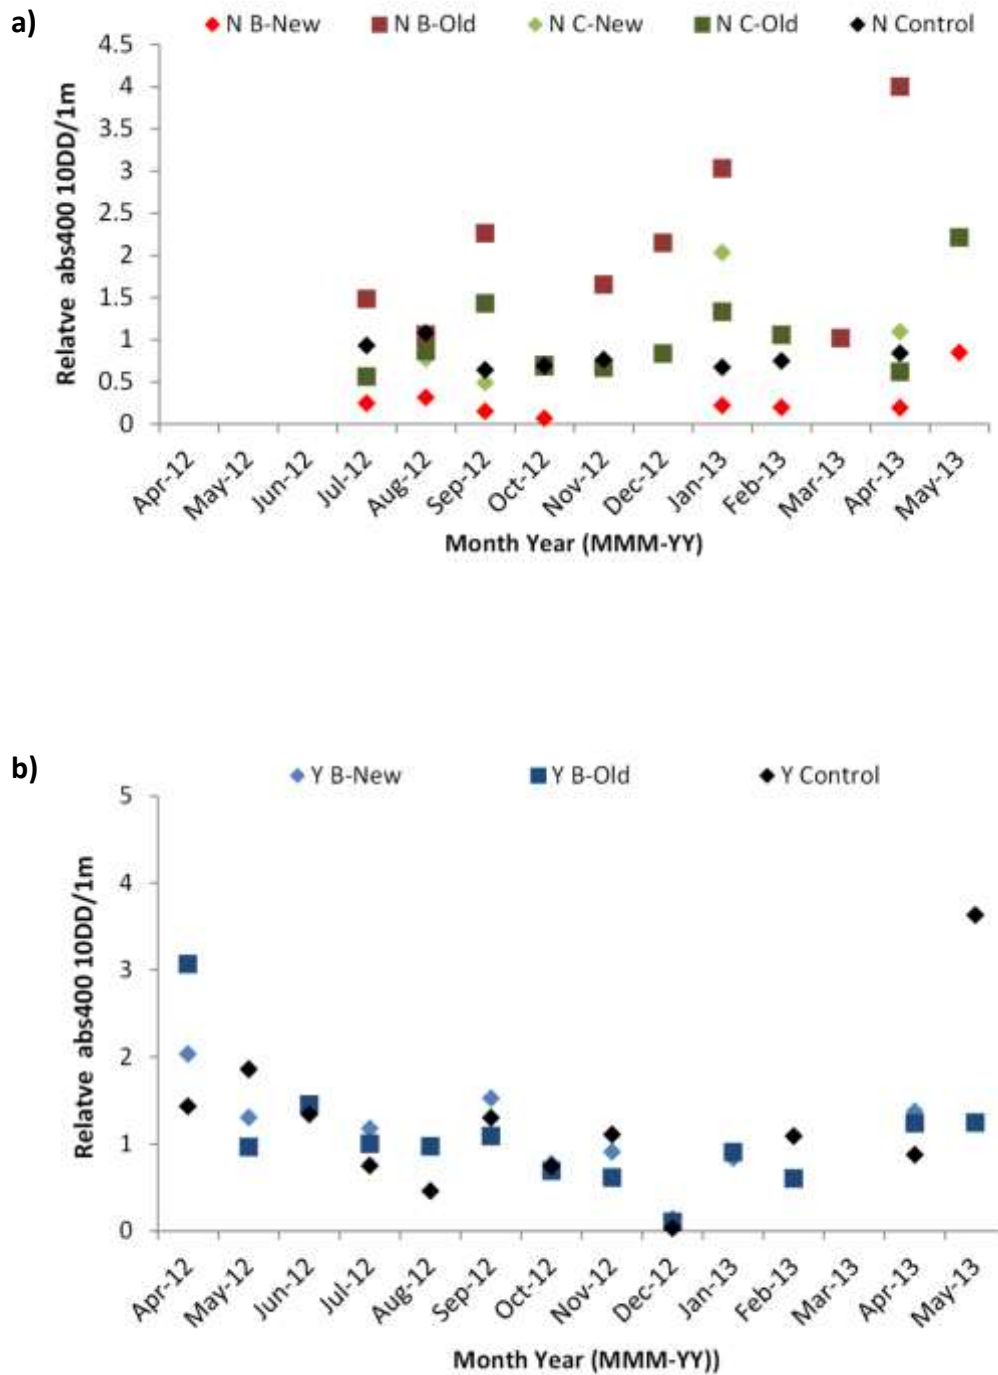 a)
N B-New N B-Old N C-New N C-Old N Control
4.5
4
3.5
3
2.5
2
1.5
1
0.5
0
Relatve abs400 10DD/1m
Apr-12 May-12 Jun-12 Jul-12 Aug-12 Sep-12 Oct-12 Nov-12 Dec-12 Jan-13 Feb-13 Mar-13 Apr-13 May-13
Month Year (MMM-YY)
b)
Y B-New Y B-Old Y Control
5
4
3
2
1
0
Relatve abs400 10DD/1m
Apr-12 May-12 Jun-12 Jul-12 Aug-12 Sep-12 Oct-12 Nov-12 Dec-12 Jan-13 Feb-13 Mar-13 Apr-13 May-13
Month Year (MMM-YY))